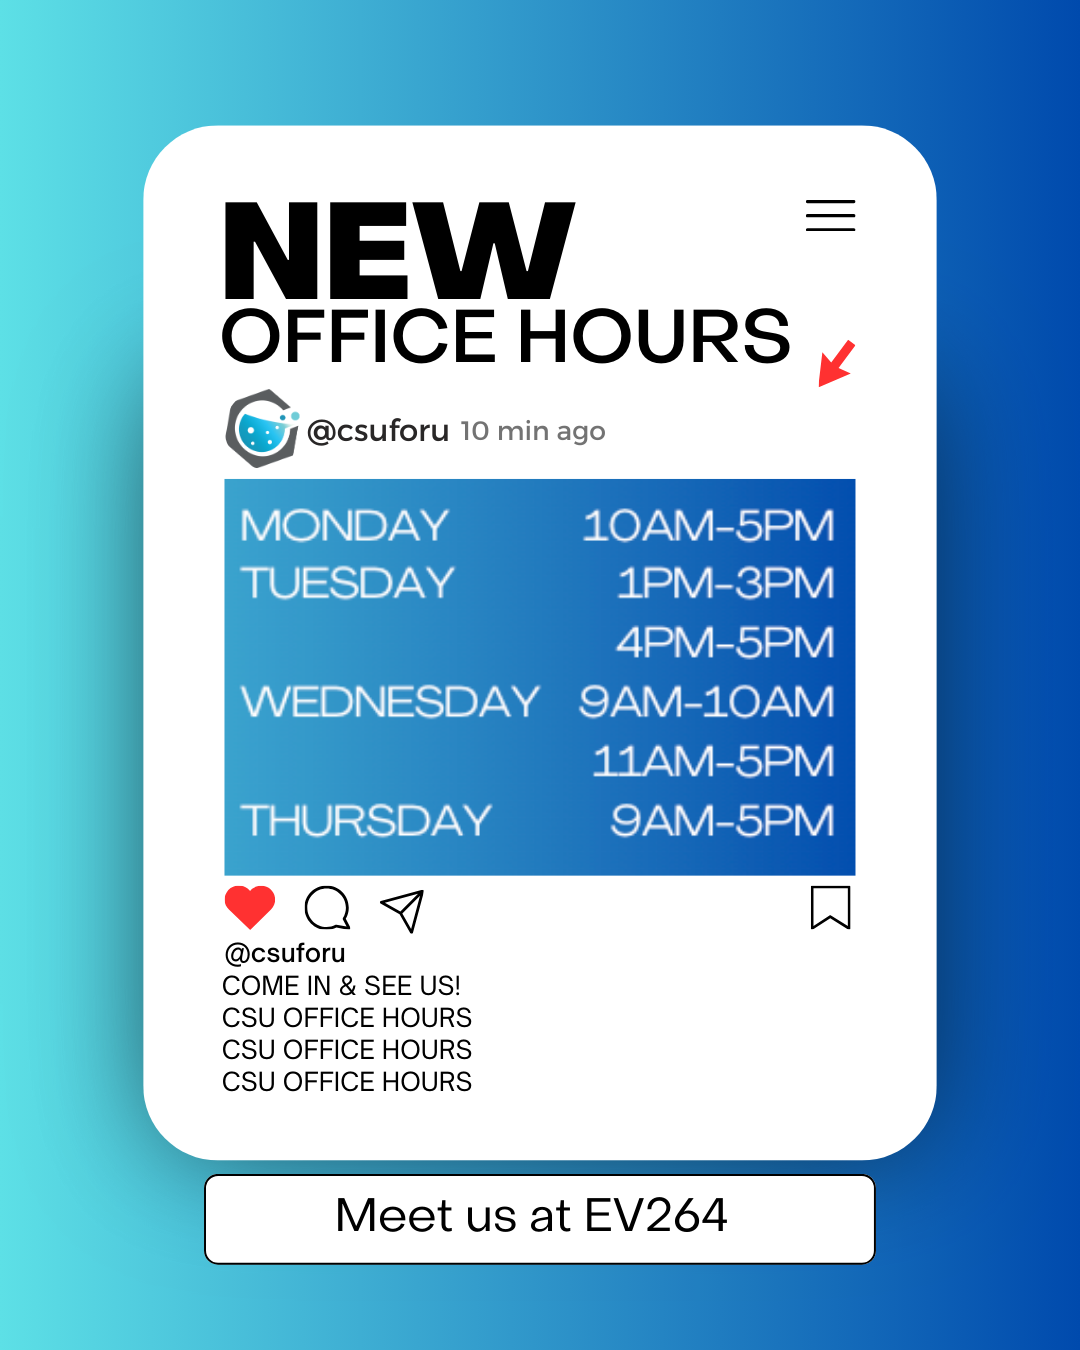 NEW
OFFICE HOURS
@csuforu 10 min ago
MONDAY 10AM-5PM
TUESDAY 1PM-3PM
4PM-5PM
WEDNESDAY 9AM-10AM
11AM-5PM
THURSDAY 9AM-5PM
@csuforu
COME IN & SEE US!
CSU OFFICE HOURS
CSU OFFICE HOURS
CSU OFFICE HOURS
Meet us at EV264